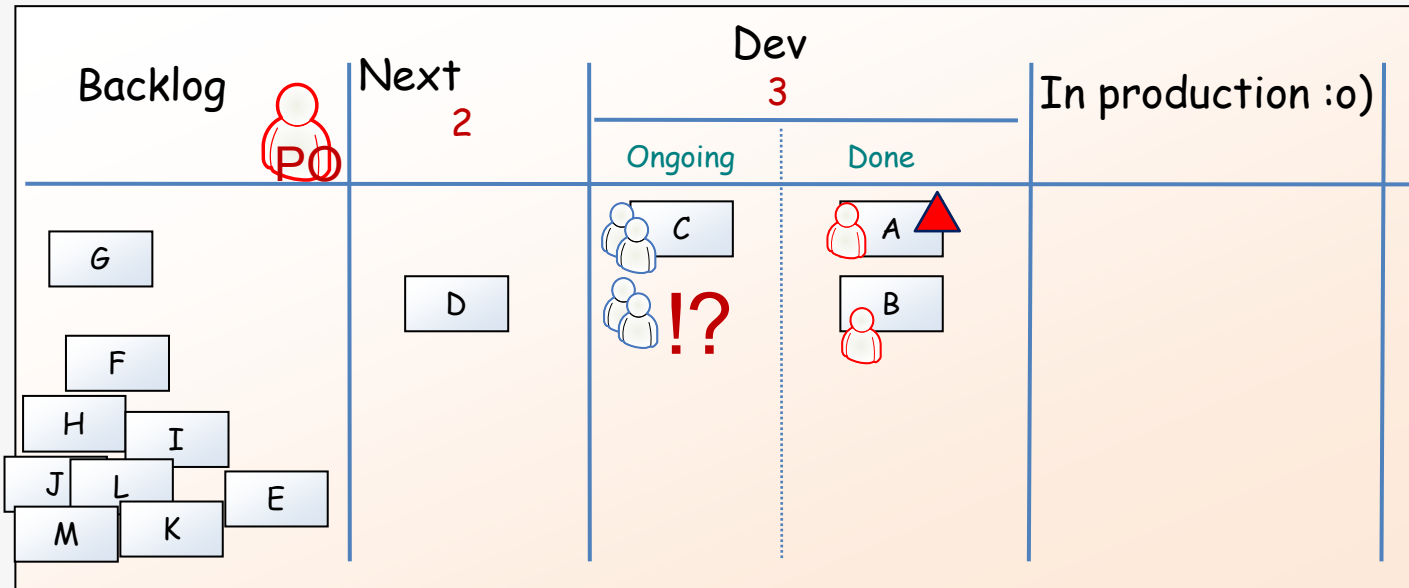 Dev
Backlog
Next
In production :o)
3
2
PO
Ongoing
Done
C
A
G
D
!?
B
F
H
I
J
L
E
M
K